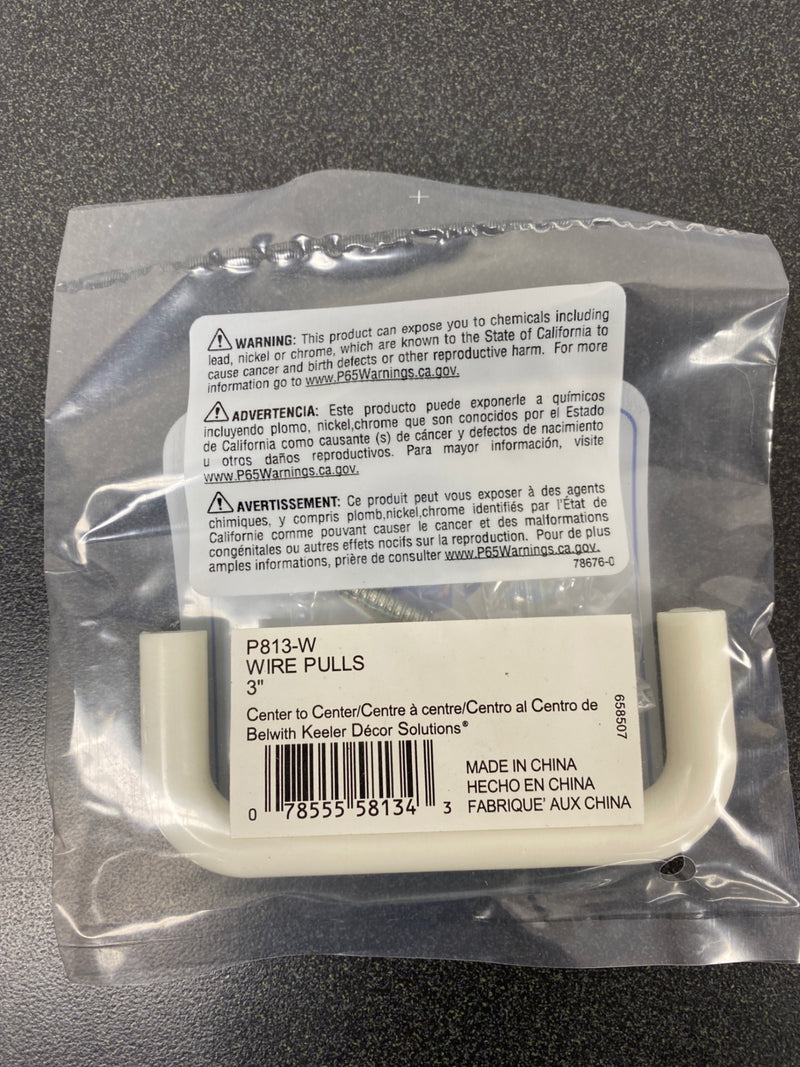 WARNING: This product can expose you to chemicals including
lead, nickel or chrome, which are known to the State of California to
cause cancer and birth defects or other reproductive harm. For more
information go to www.P65Warnings.ca.gov.
ADVERTENCIA: Este producto puede exponerle a químicos
incluyendo plomo, nickel,chrome que son conocidos por el Estado
de California como causante (s) de cáncer y defectos de nacimiento
u otros daños reproductivos. Para mayor información, visite
www.P65Warnings.ca.gov.
AVERTISSEMENT: Ce produit peut vous exposer à des agents
chimiques, y compris plomb,nickel,chrome identifiés par l'État de
Californie comme pouvant causer le cancer et des malformations
congénitales ou autres effets nocifs sur la reproduction. Pour de plus
amples informations, prière de consulter www.P65Warnings.ca.gov.
78676-0
P813-W
WIRE PULLS
3"
Center to Center/Centre à centre/Centro al Centro de
Belwith Keeler Décor Solutions®
658507
MADE IN CHINA
HECHO EN CHINA
FABRIQUE' AUX CHINA
0 78555 58134 3